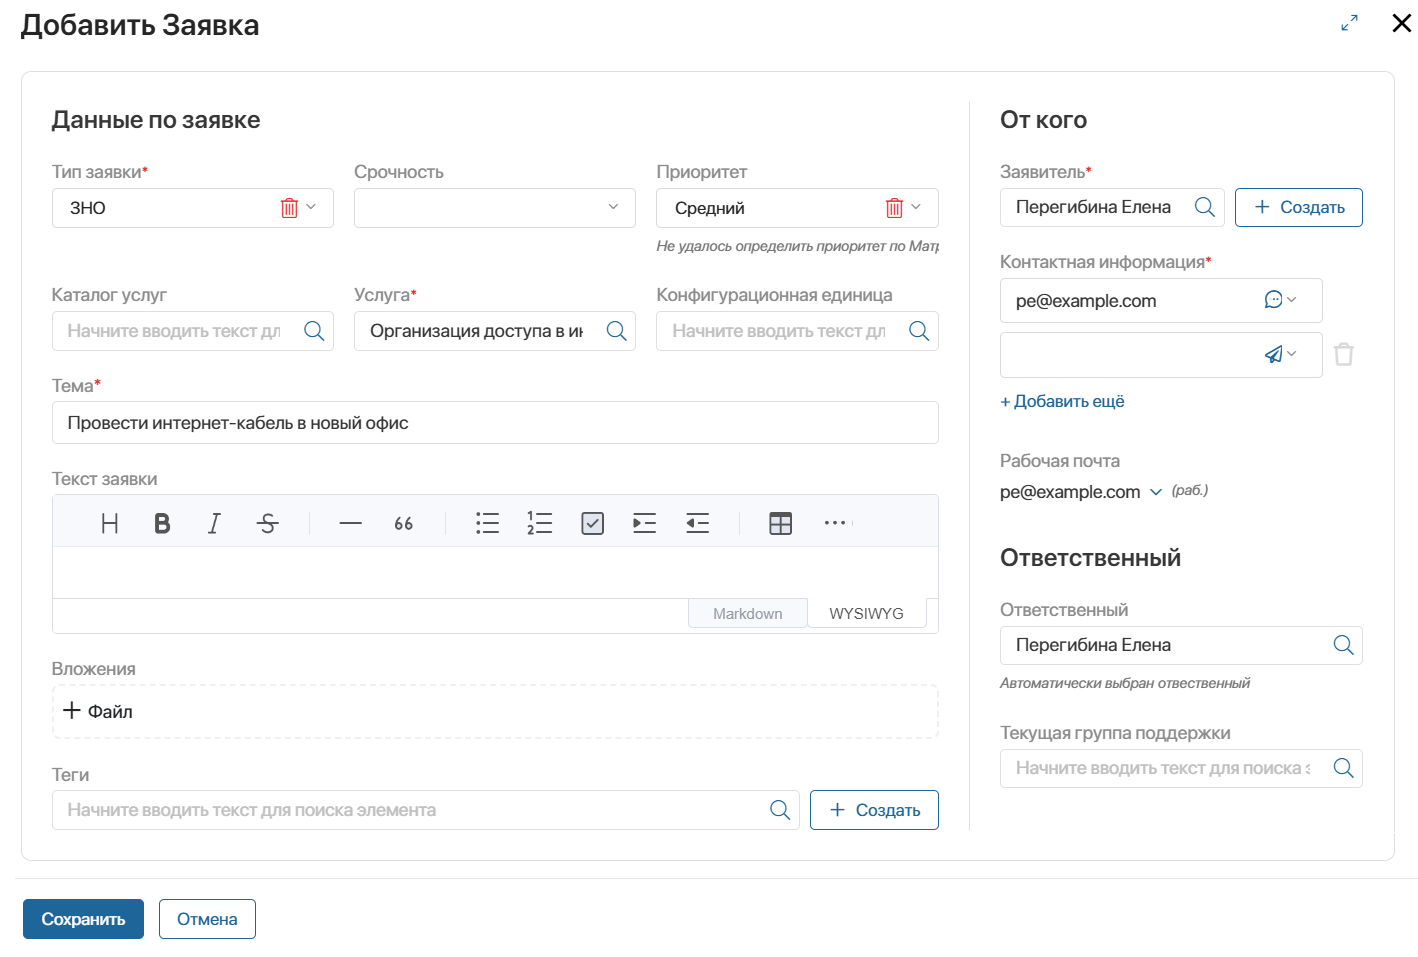 Добавить Заявка
Данные по заявке
Тип заявки*
Срочность
Приоритет
ЗНО
Средний
Не удалось определить приоритет по Матр
Каталог услуг
Услуга*
Конфигурационная единица
Начните вводить текст дл
Организация доступа в ин
Начните вводить текст дл
Тема*
Провести интернет-кабель в новый офис
Текст заявки
H B I S 66
Markdown
WYSIWYG
Вложения
+ Файл
Теги
Начните вводить текст для поиска элемента
+ Создать
От кого
Заявитель*
Перегибина Елена
+ Создать
Контактная информация*
pe@example.com
+ Добавить ещё
Рабочая почта
pe@example.com (раб.)
Ответственный
Ответственный
Перегибина Елена
Автоматически выбран отвественный
Текущая группа поддержки
Начните вводить текст для поиска э
Сохранить
Отмена